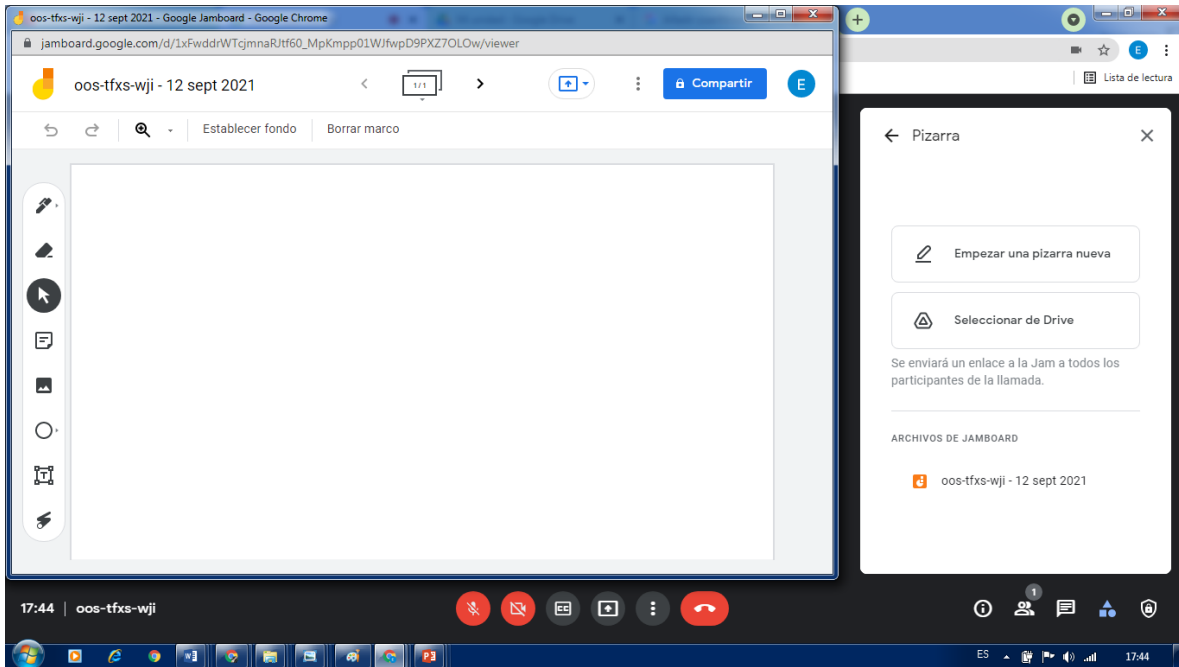 oos-tfxs-wji - 12 sept 2021 - Google Jamboard - Google Chrome
jamboard.google.com/d/1xFwddrWTcjmnaRJtf60_MpKmpp01WJfwpD9PXZ7OLOw/viewer
oos-tfxs-wji - 12 sept 2021
1/1
Compartir
E
Establecer fondo
Borrar marco
E
Lista de lectura
Pizarra
Empezar una pizarra nueva
Seleccionar de Drive
Se enviará un enlace a la Jam a todos los
participantes de la llamada.
ARCHIVOS DE JAMBOARD
oos-tfxs-wji - 12 sept 2021
17:44 | oos-tfxs-wji
1
ES
17:44